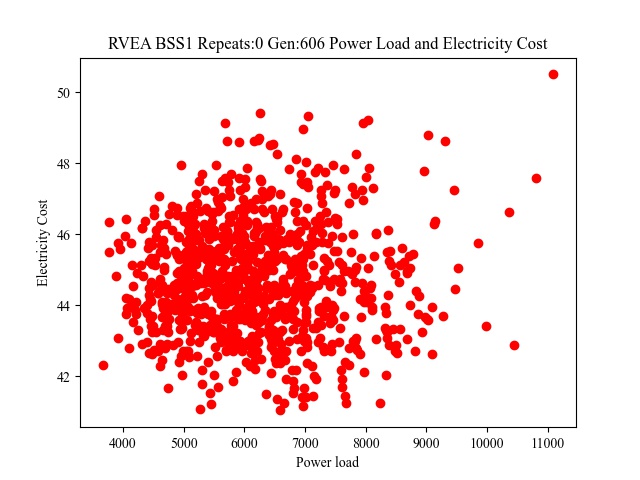 RVEA BSS1 Repeats:0 Gen:606 Power Load and Electricity Cost
50
48
46
44
42
Electricity Cost
4000 5000 6000 7000 8000 9000 10000 11000
Power load